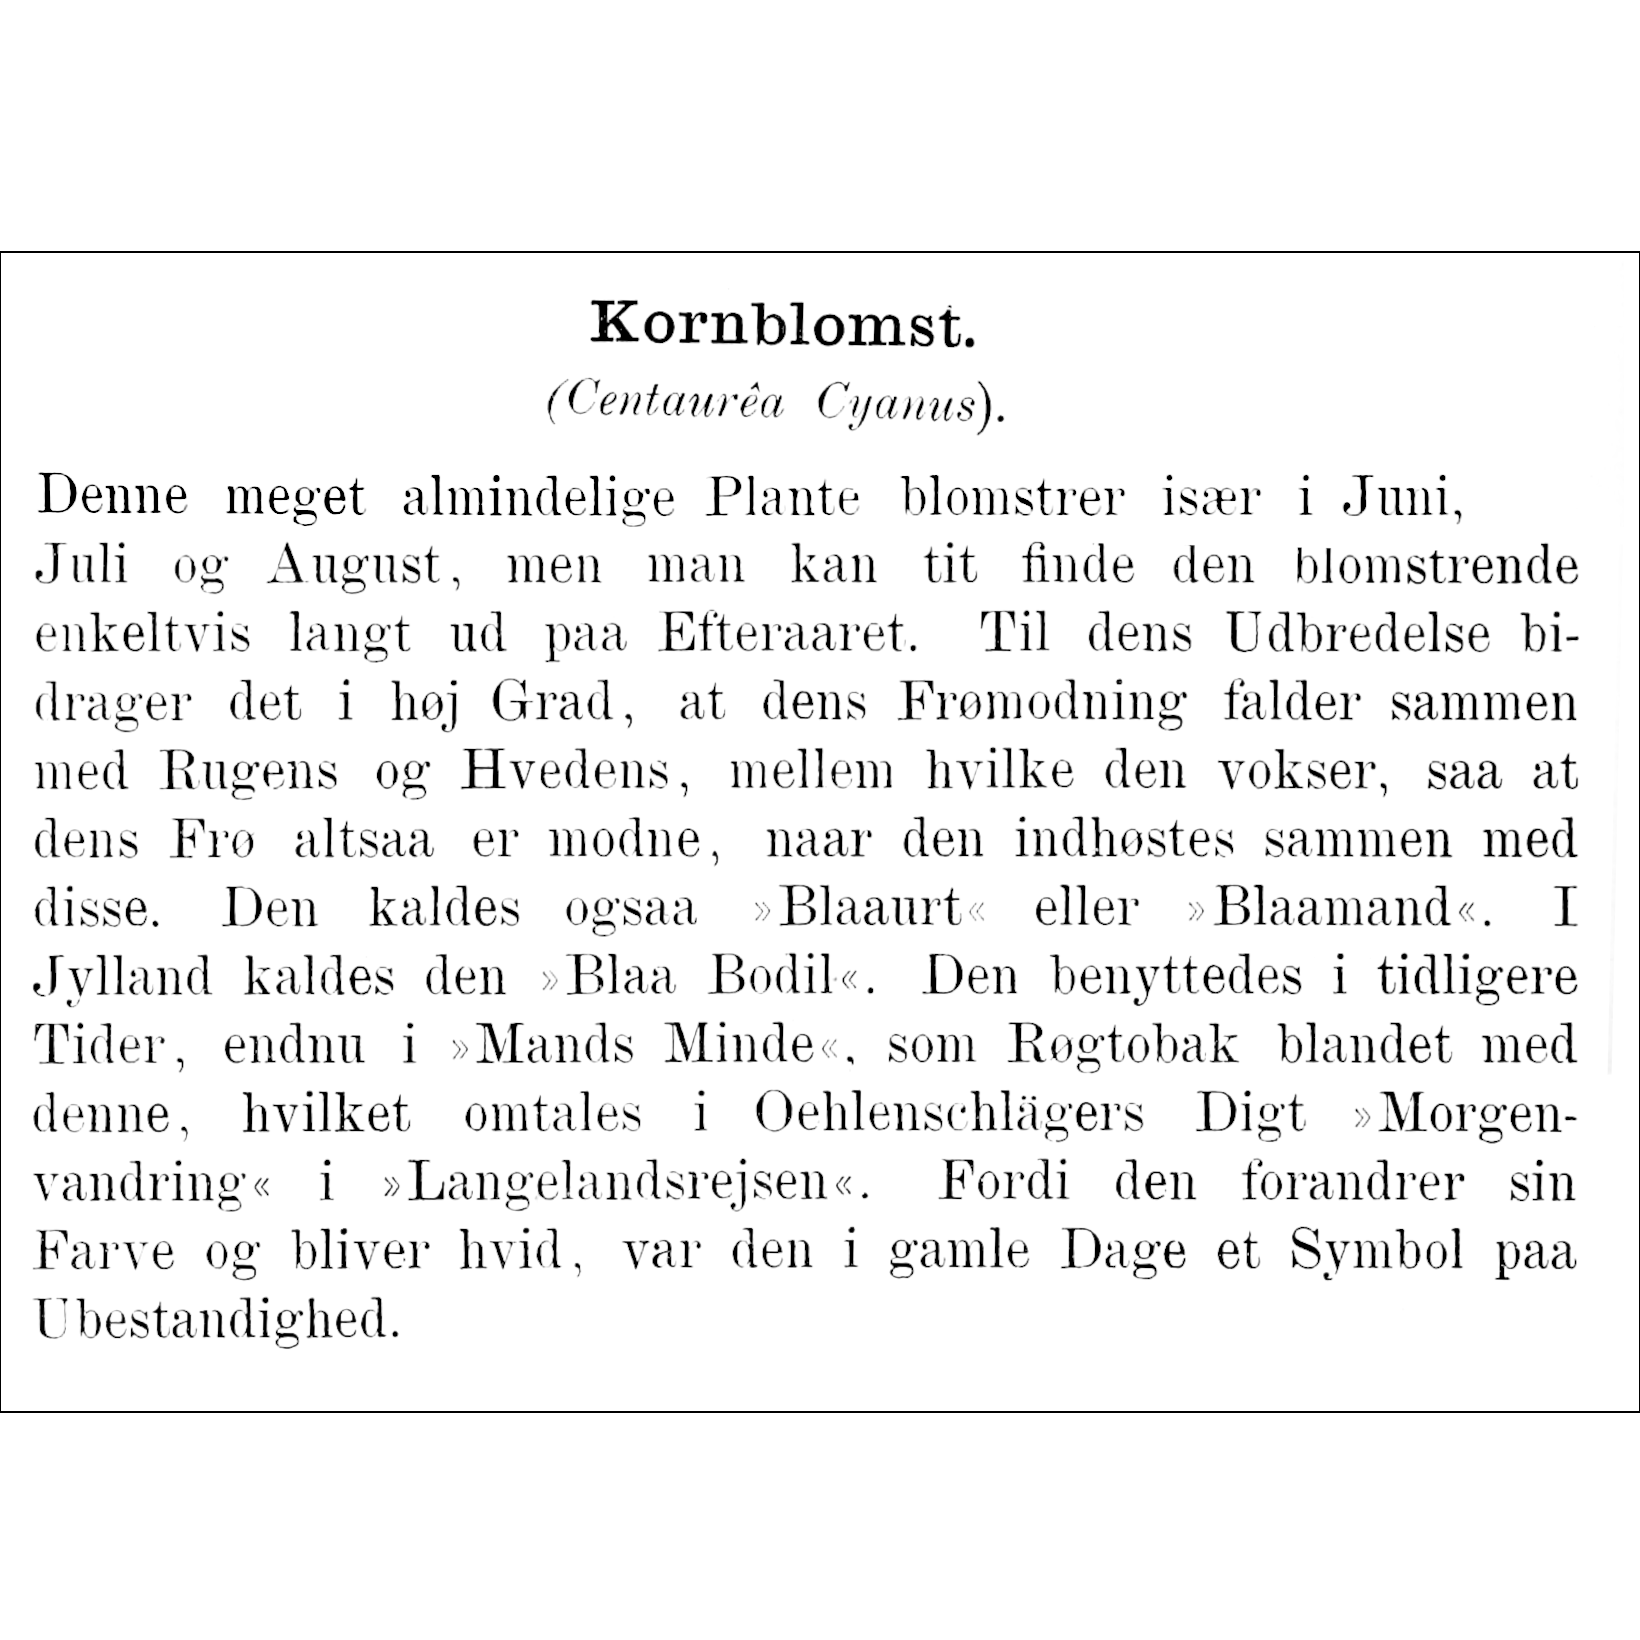 Kornblomst.
(Centaurêa Cyanus).
Denne meget almindelige Plante blomstrer især i Juni,
Juli og August, men man kan tit finde den blomstrende
enkeltvis langt ud paa Efteraaret. Til dens Udbredelse bi-
drager det i høj Grad, at dens Frømodning falder sammen
med Rugens og Hvedens, mellem hvilke den vokser, saa at
dens Frø altsaa er modne, naar den indhøstes sammen med
disse. Den kaldes ogsaa »Blaaurt« eller »Blaamand«. I
Jylland kaldes den »Blaa Bodil«. Den benyttedes i tidligere
Tider, endnu i »Mands Minde«, som Røgtobak blandet med
denne, hvilket omtales i Oehlenschlägers Digt »Morgen-
vandring« i »Langelandsrejsen«. Fordi den forandrer sin
Farve og bliver hvid, var den i gamle Dage et Symbol paa
Ubestandighed.